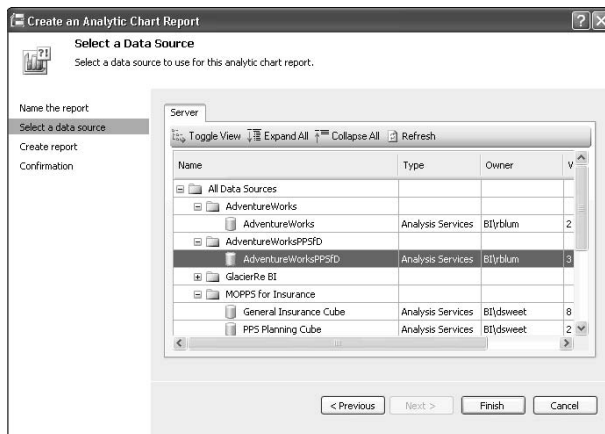 Create an Analytic Chart Report
Select a Data Source
Select a data source to use for this analytic chart report.
Name the report
Select a data source
Create report
Confirmation
Server
Toggle View Expand All Collapse All Refresh
Name Type Owner V
All Data Sources
AdventureWorks
AdventureWorks Analysis Services BI\rblum 2
AdventureWorksPPSfD
AdventureWorksPPSfD Analysis Services BI\rblum 3
GlacierRe BI
MOPPS for Insurance
General Insurance Cube Analysis Services BI\dsweet 8
PPS Planning Cube Analysis Services BI\dsweet 2
< Previous Next > Finish Cancel